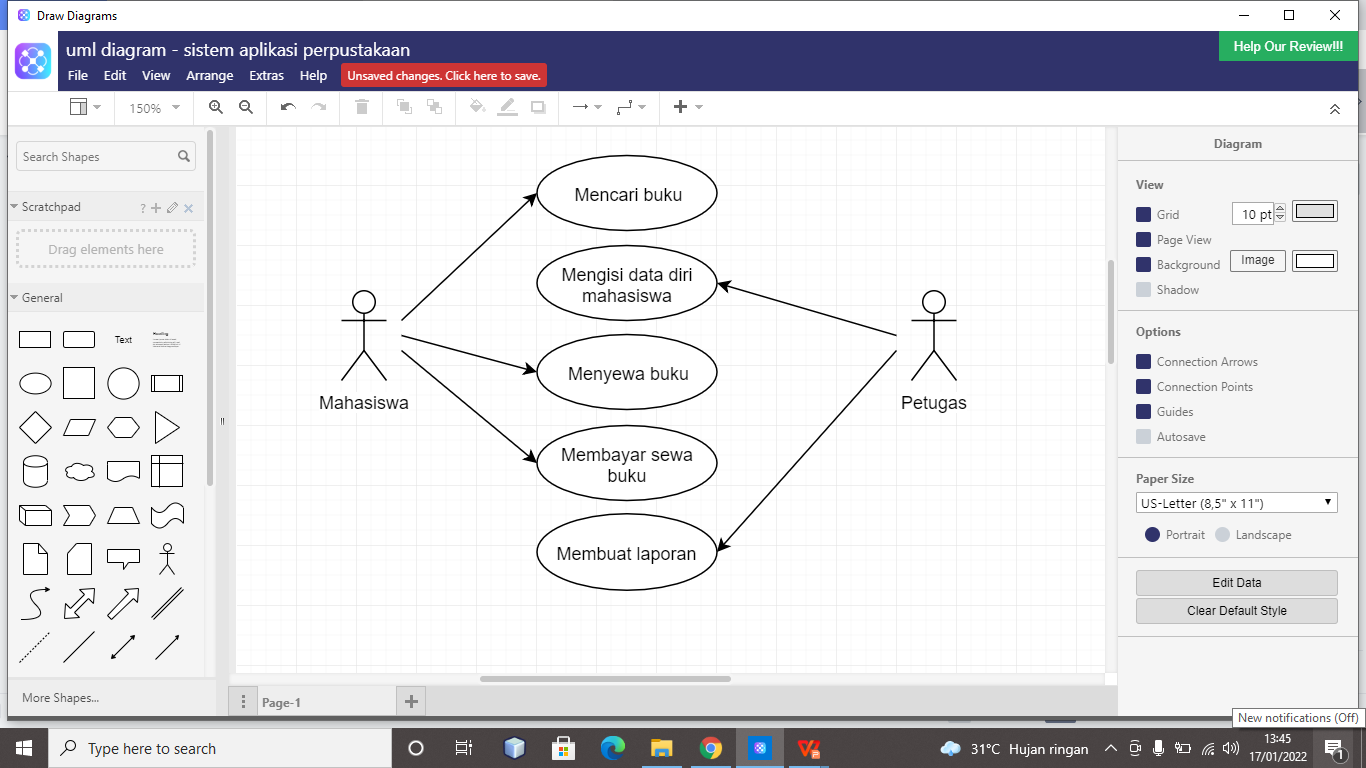 Draw Diagrams
uml diagram - sistem aplikasi perpustakaan
Help Our Review!!!
File Edit View Arrange Extras Help Unsaved changes. Click here to save.
150%
Search Shapes
Scratchpad
?
Drag elements here
General
Text
Heading
More Shapes...
Mencari buku
Mengisi data diri
mahasiswa
Menyewa buku
Membayar sewa
buku
Membuat laporan
Mahasiswa
Petugas
Page-1
Diagram
View
Grid 10 pt
Page View
Background Image
Shadow
Options
Connection Arrows
Connection Points
Guides
Autosave
Paper Size
US-Letter (8,5" x 11")
Portrait Landscape
Edit Data
Clear Default Style
New notifications (Off)
Type here to search
31°C Hujan ringan
13:45
17/01/2022
1